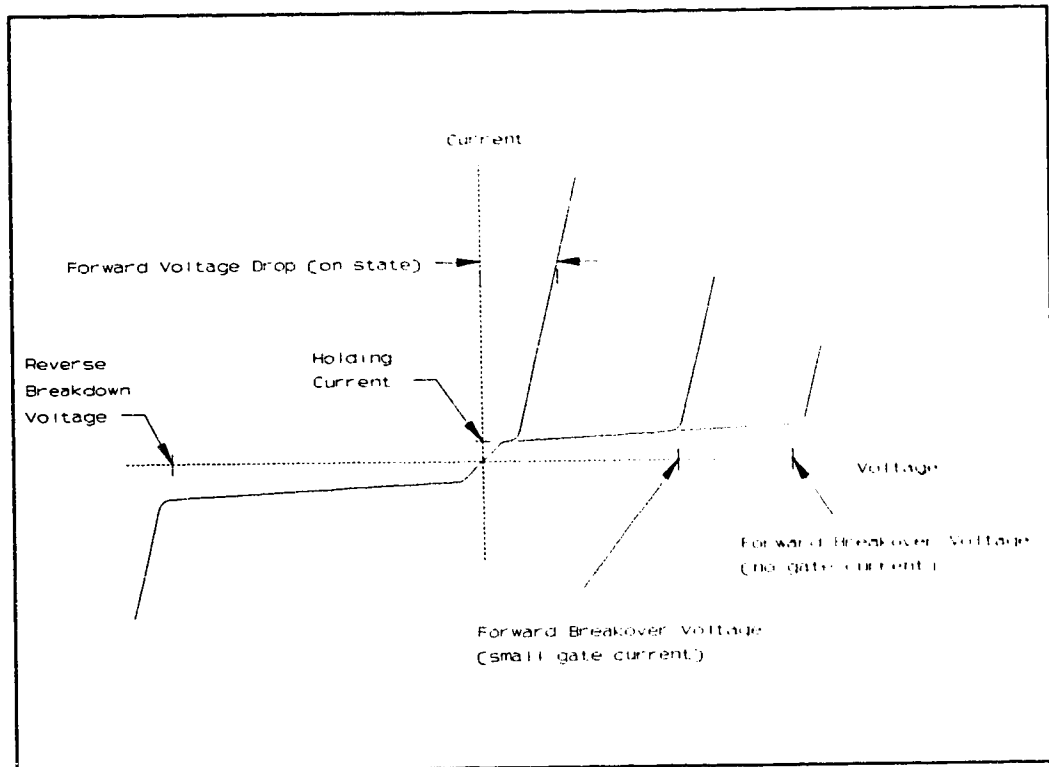 Current
Forward Voltage Drop (on state)
Reverse
Breakdown
Voltage
Holding
Current
Voltage
Forward Breakover Voltage
(no gate current)
Forward Breakover Voltage
(small gate current)